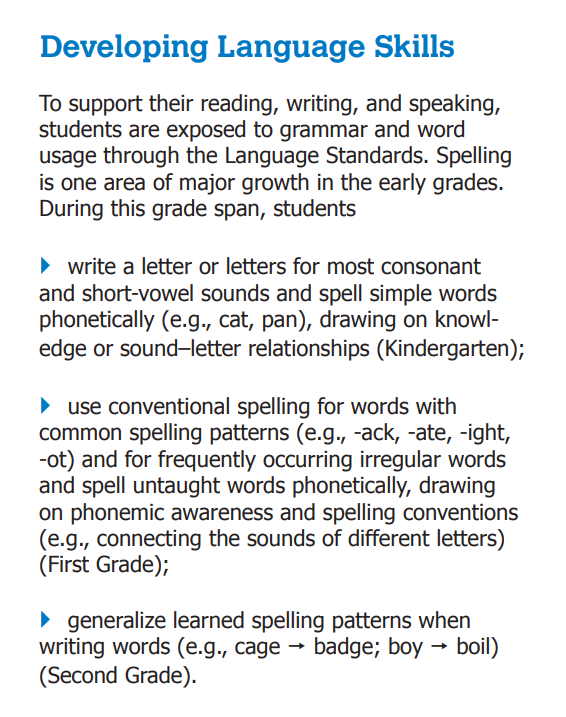 Developing Language Skills
To support their reading, writing, and speaking,
students are exposed to grammar and word
usage through the Language Standards. Spelling
is one area of major growth in the early grades.
During this grade span, students
write a letter or letters for most consonant
and short-vowel sounds and spell simple words
phonetically (e.g., cat, pan), drawing on knowl-
edge or sound–letter relationships (Kindergarten);
use conventional spelling for words with
common spelling patterns (e.g., -ack, -ate, -ight,
-ot) and for frequently occurring irregular words
and spell untaught words phonetically, drawing
on phonemic awareness and spelling conventions
(e.g., connecting the sounds of different letters)
(First Grade);
generalize learned spelling patterns when
writing words (e.g., cage → badge; boy → boil)
(Second Grade).